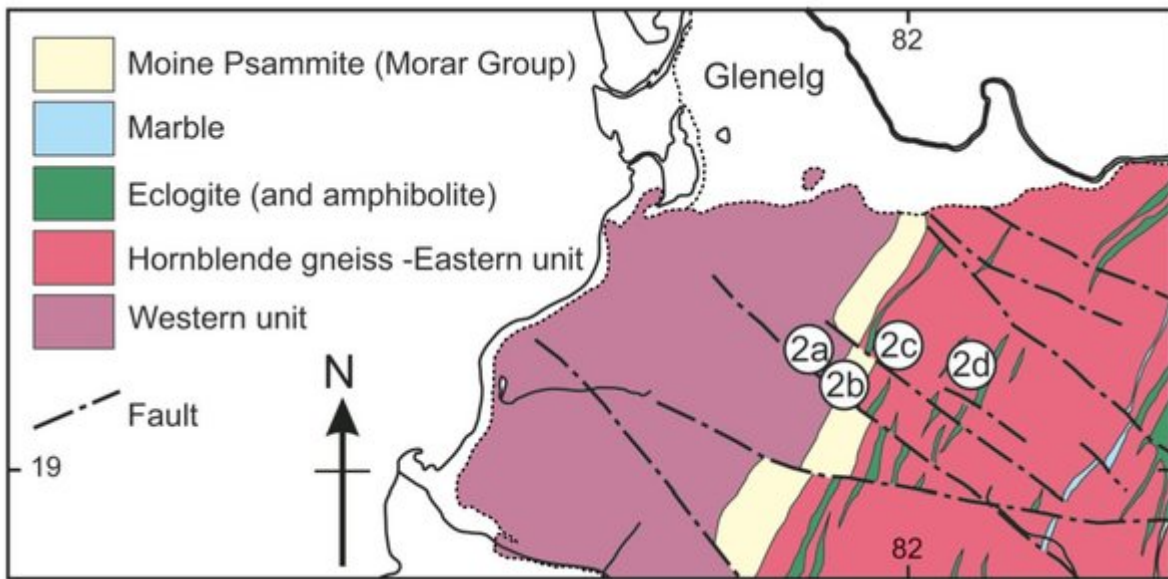 Moine Psammite (Morar Group)
Marble
Eclogite (and amphibolite)
Hornblende gneiss -Eastern unit
Western unit
Fault
N
19
Glenelg
82
2a
2b
2c
2d
82